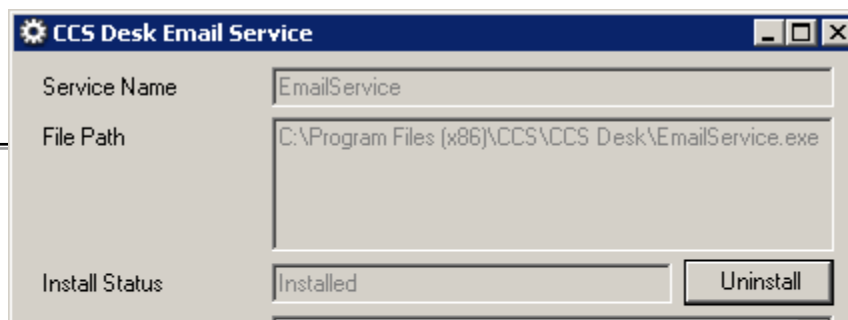 CCS Desk Email Service
Service Name EmailService
File Path C:\Program Files (x86)\CCS\CCS Desk\EmailService.exe
Install Status Installed Uninstall